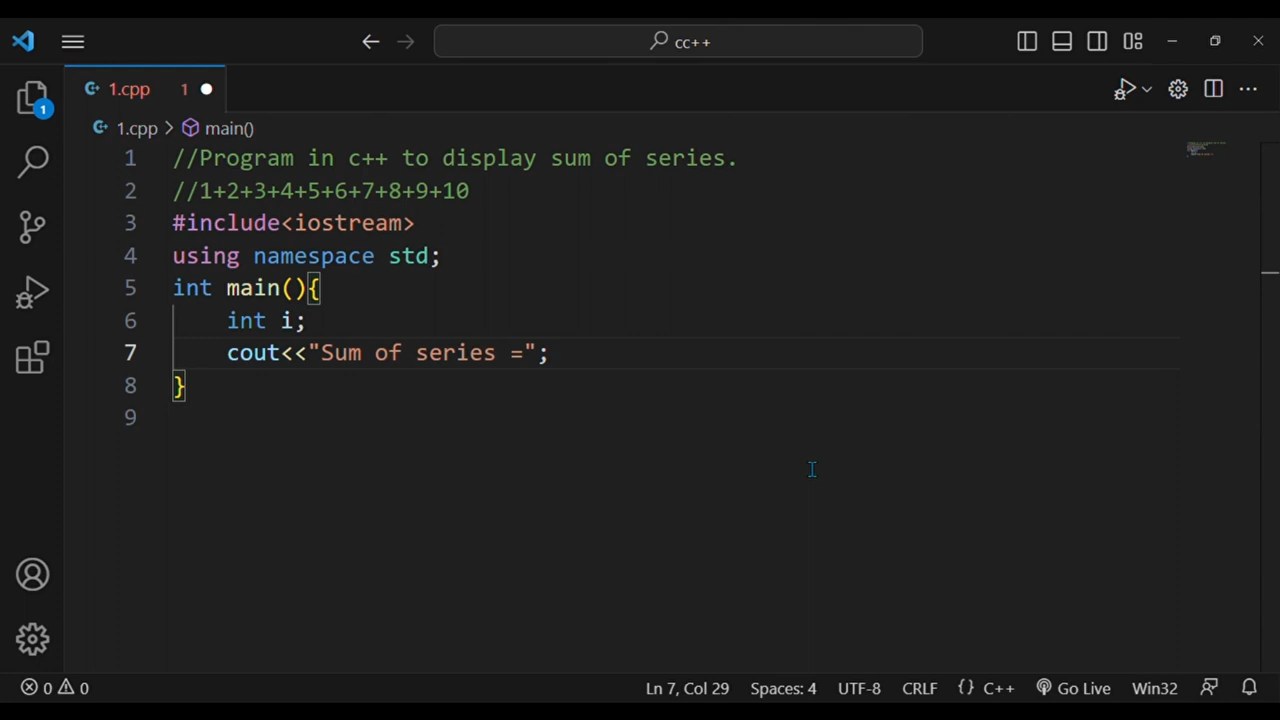 cc++
1.cpp 1
1
1.cpp > main()
1 //Program in c++ to display sum of series.
2 //1+2+3+4+5+6+7+8+9+10
3 #include<iostream>
4 using namespace std;
5 int main(){
6 int i;
7 cout<<"Sum of series =";
8 }
9
0 0 Ln 7, Col 29 Spaces: 4 UTF-8 CRLF {} C++ Go Live Win32